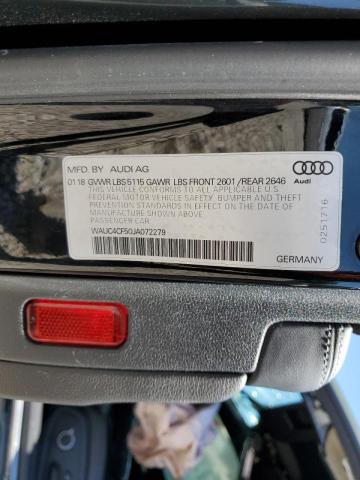 MFD. BY AUDI AG
01 18 GVWR LBS 5115 GAWR LBS FRONT 2601 /REAR 2646
THIS VEHICLE CONFORMS TO ALL APPLICABLE U.S.
FEDERAL MOTOR VEHICLE SAFETY, BUMPER AND THEFT
PREVENTION STANDARDS IN EFFECT ON THE DATE OF
MANUFACTURE SHOWN ABOVE.
PASSENGER CAR
WAUC4CF50JA072279
Audi
0251716
GERMANY